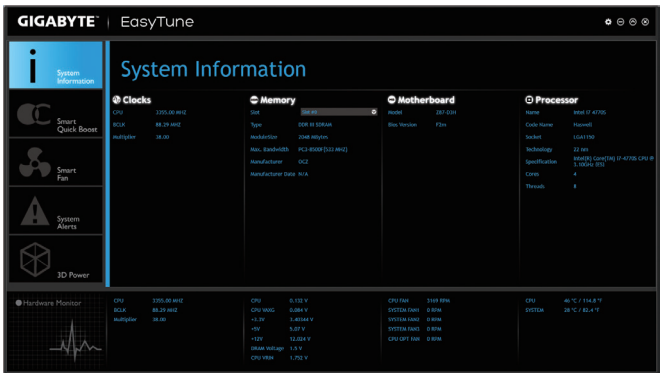 GIGABYTE™ | EasyTune
System Information
Smart Quick Boost
Smart Fan
System Alerts
3D Power
System Information
Clocks
CPU 3355.00 MHZ
BCLK 88.29 MHZ
Multiplier 38.00
Memory
Slot Slot #0
Type DDR III SDRAM
ModuleSize 2048 MBytes
Max. Bandwidth PC3-8500F(533 MHZ)
Manufacturer OCZ
Manufacturer Data N/A
Motherboard
Model Z87-D3H
Bios Version F2m
Processor
Name Intel i7 4770S
Code Name Haswell
Socket LGA1150
Technology 22 nm
Specification Intel(R) Core(TM) i7-4770S CPU @
3.10GHz (ES)
Cores 4
Threads 8
Hardware Monitor
CPU 3355.00 MHZ
BCLK 88.29 MHZ
Multiplier 38.00
CPU 0.132 V
CPU VAXG 0.084 V
+3.3V 3.40344 V
+5V 5.07 V
+12V 12.024 V
DRAM Voltage 1.5 V
CPU VRIN 1.752 V
CPU FAN 3169 RPM
SYSTEM FAN1 0 RPM
SYSTEM FAN2 0 RPM
SYSTEM FAN3 0 RPM
CPU OPT FAN 0 RPM
CPU 46 °C / 114.8 °F
SYSTEM 28 °C / 82.4 °F